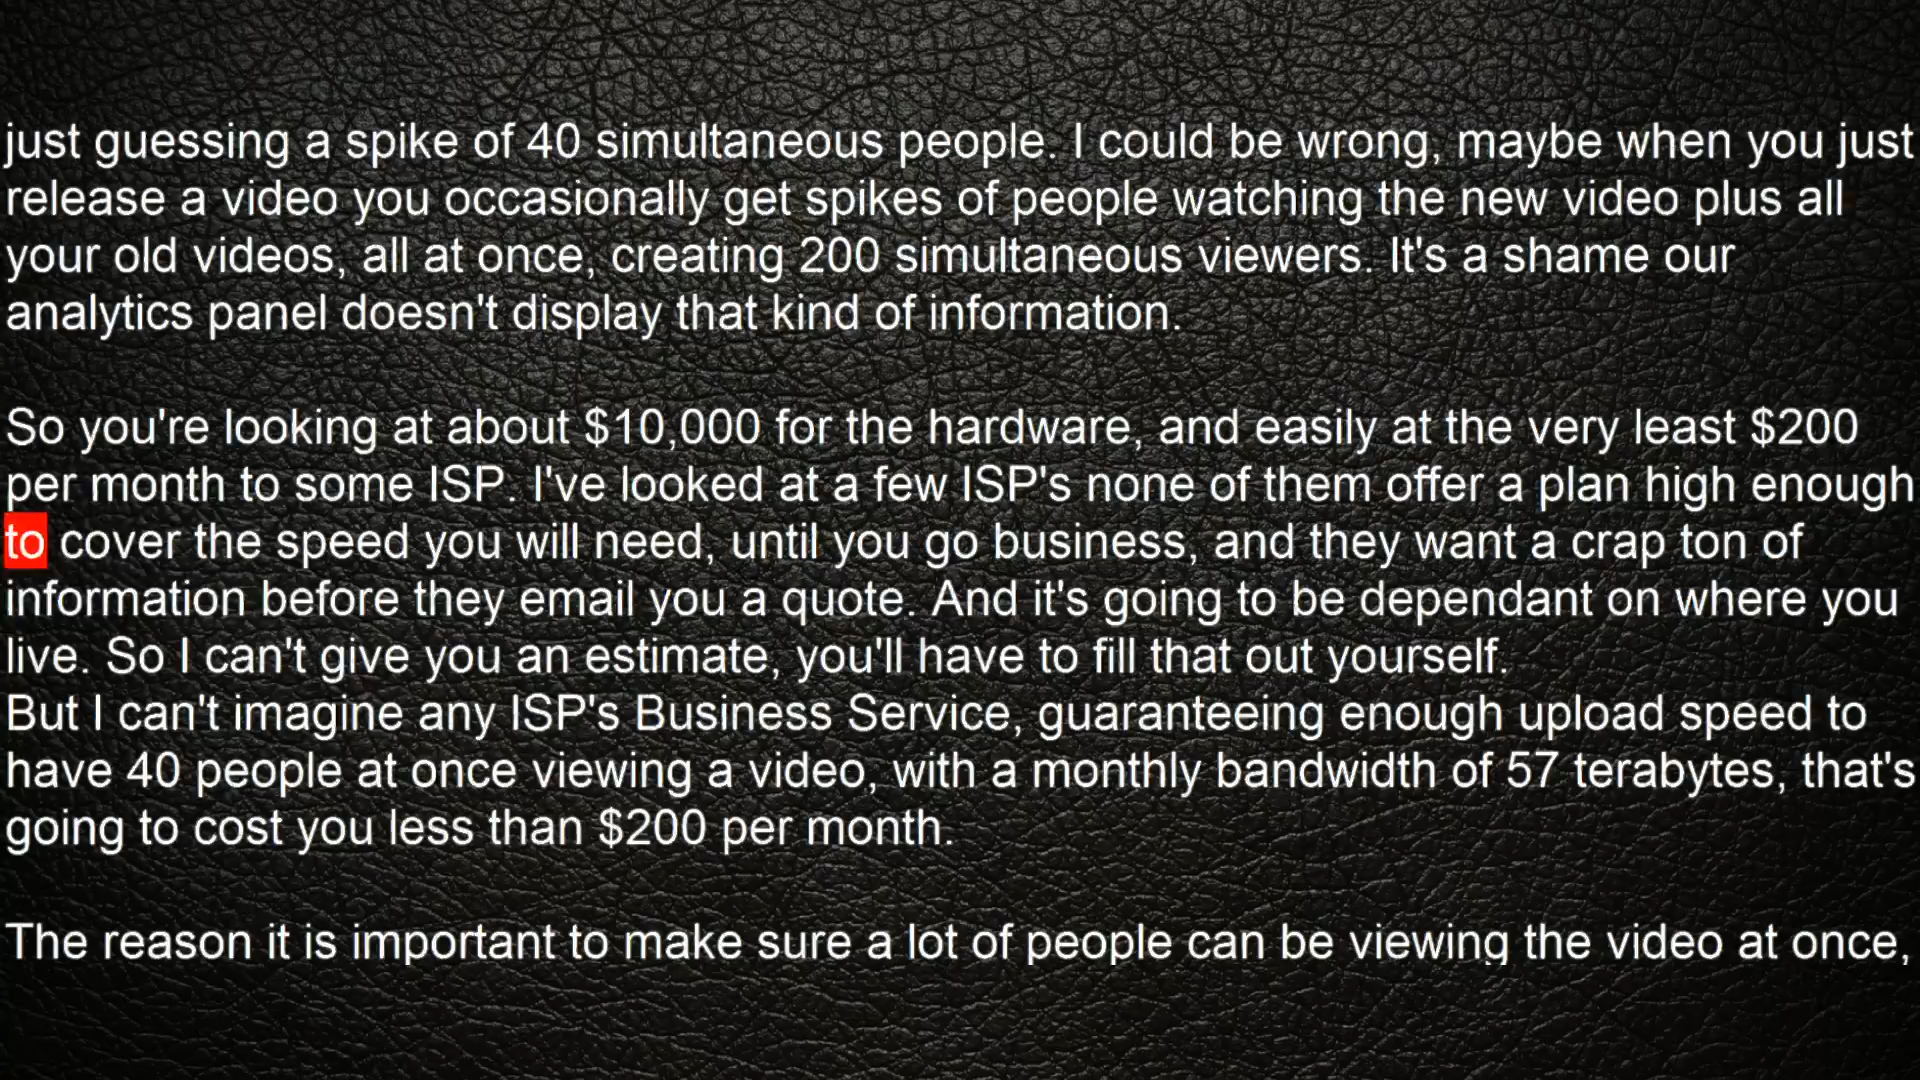 just guessing a spike of 40 simultaneous people. I could be wrong, maybe when you just
release a video you occasionally get spikes of people watching the new video plus all
your old videos, all at once, creating 200 simultaneous viewers. It's a shame our
analytics panel doesn't display that kind of information.
So you're looking at about $10,000 for the hardware, and easily at the very least $200
per month to some ISP. I've looked at a few ISP's none of them offer a plan high enough
to cover the speed you will need, until you go business, and they want a crap ton of
information before they email you a quote. And it's going to be dependant on where you
live. So I can't give you an estimate, you'll have to fill that out yourself.
But I can't imagine any ISP's Business Service, guaranteeing enough upload speed to
have 40 people at once viewing a video, with a monthly bandwidth of 57 terabytes, that's
going to cost you less than $200 per month.
The reason it is important to make sure a lot of people can be viewing the video at once,